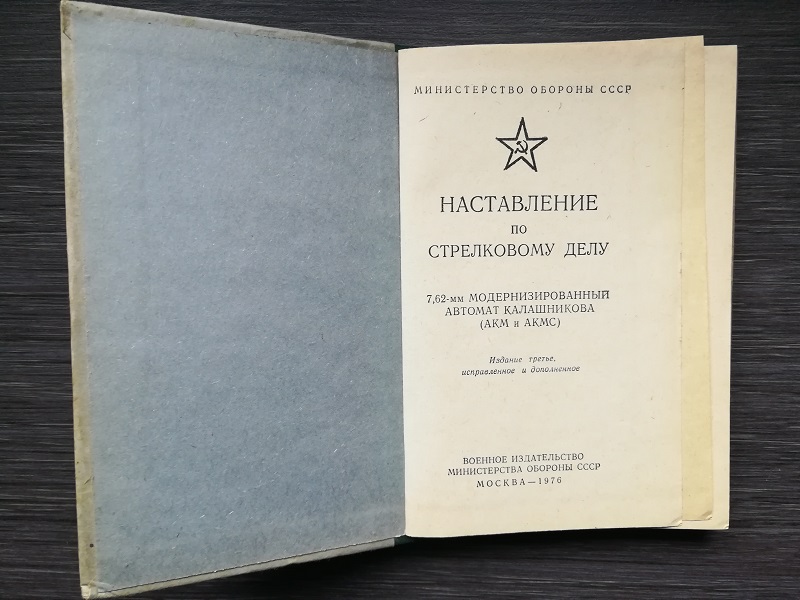 МИНИСТЕРСТВО ОБОРОНЫ СССР
НАСТАВЛЕНИЕ
ПО
СТРЕЛКОВОМУ ДЕЛУ
7,62-мм МОДЕРНИЗИРОВАННЫЙ
АВТОМАТ КАЛАШНИКОВА
(АКМ и АКМС)
Издание третье,
исправленное и дополненное
ВОЕННОЕ ИЗДАТЕЛЬСТВО
МИНИСТЕРСТВА ОБОРОНЫ СССР
МОСКВА—1976